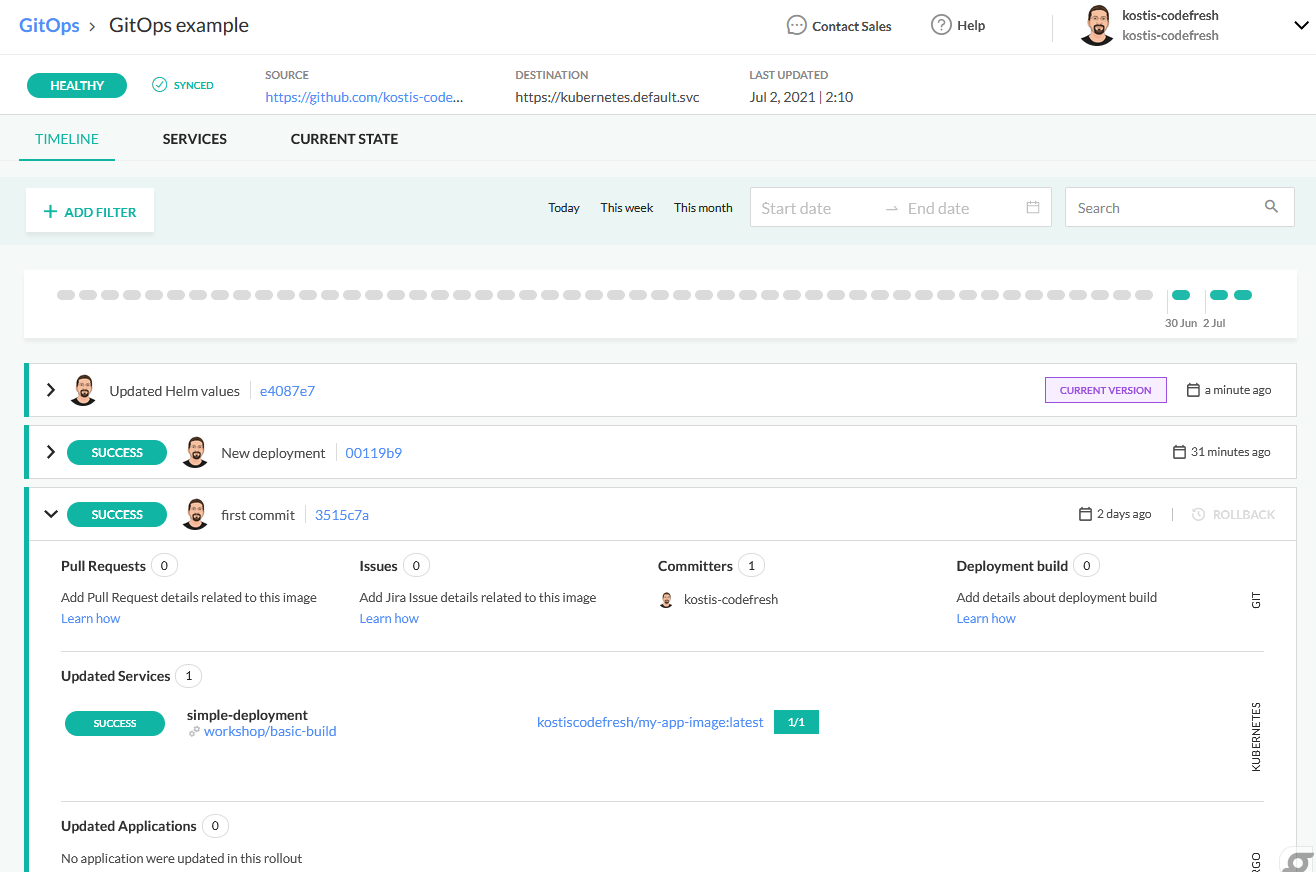 GitOps > GitOps example
Contact Sales
Help
kostis-codefresh
kostis-codefresh
HEALTHY
SYNCED
SOURCE
https://github.com/kostis-code...
DESTINATION
https://kubernetes.default.svc
LAST UPDATED
Jul 2, 2021 | 2:10
TIMELINE
SERVICES
CURRENT STATE
+ ADD FILTER
Today
This week
This month
Start date
End date
Search
30 Jun
2 Jul
Updated Helm values
e4087e7
CURRENT VERSION
a minute ago
SUCCESS
New deployment
00119b9
31 minutes ago
SUCCESS
first commit
3515c7a
2 days ago
ROLLBACK
Pull Requests 0
Add Pull Request details related to this image
Learn how
Issues 0
Add Jira Issue details related to this image
Learn how
Committers 1
kostis-codefresh
Deployment build 0
Add details about deployment build
Learn how
GIT
Updated Services 1
SUCCESS
simple-deployment
workshop/basic-build
kostiscodefresh/my-app-image:latest
1/1
KUBERNETES
Updated Applications 0
No application were updated in this rollout